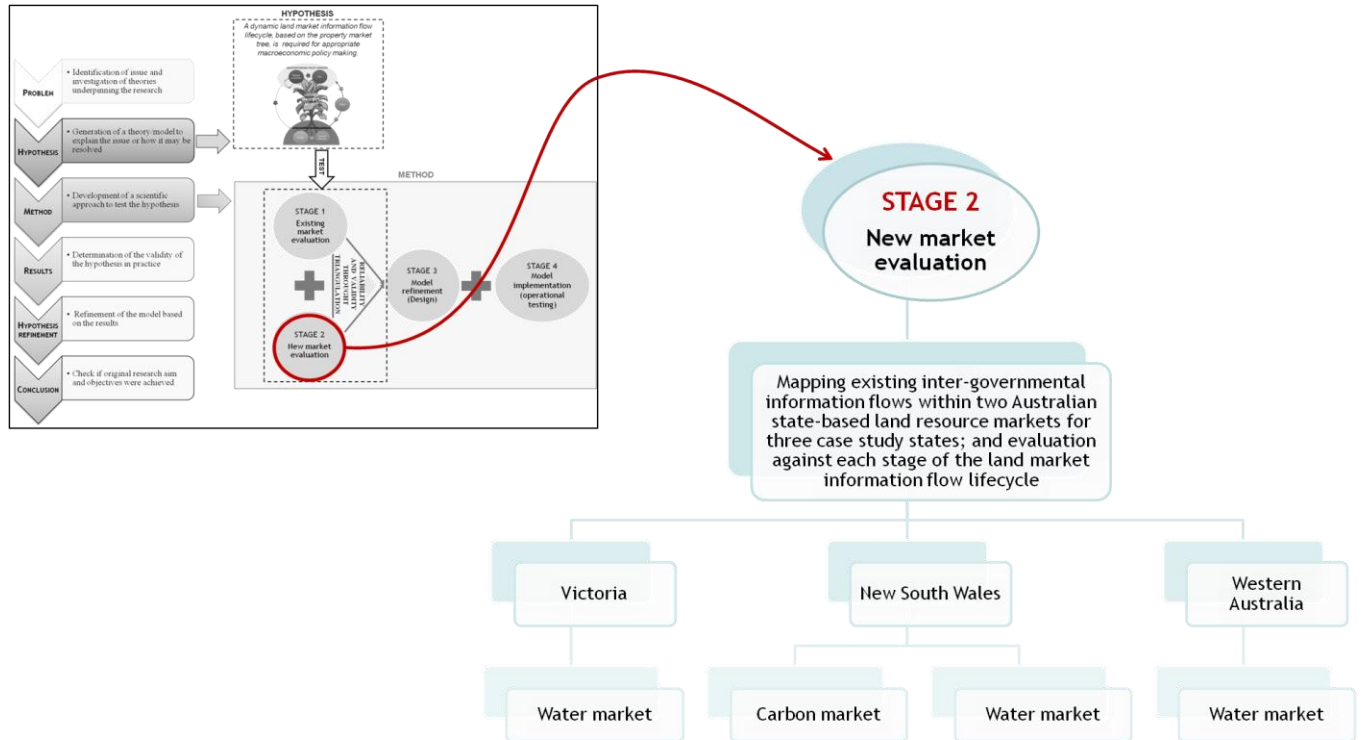 HYPOTHESIS
A dynamic land market information flow
lifecycle, based on the property market
tree, is required for appropriate
macroeconomic policy making.
PROBLEM
• Identification of issue and
investigation of theories
underpinning the research
HYPOTHESIS
• Generation of a theory/model to
explain the issue or how it may be
resolved
METHOD
• Development of a scientific
approach to test the hypothesis
RESULTS
• Determination of the validity of
the hypothesis in practice
HYPOTHESIS
REFINEMENT
• Refinement of the model based
on the results
CONCLUSION
• Check if original research aim
and objectives were achieved
TEST
METHOD
STAGE 1
Existing
market
evaluation
RELIABILITY
AND VALIDITY
THROUGHT
TRIANGULATION
STAGE 2
New market
evaluation
STAGE 3
Model
refinement
(Design)
STAGE 4
Model
implementation
(operational
testing)
STAGE 2
New market
evaluation
Mapping existing inter-governmental
information flows within two Australian
state-based land resource markets for
three case study states; and evaluation
against each stage of the land market
information flow lifecycle
Victoria
New South Wales
Western
Australia
Water market
Carbon market
Water market
Water market